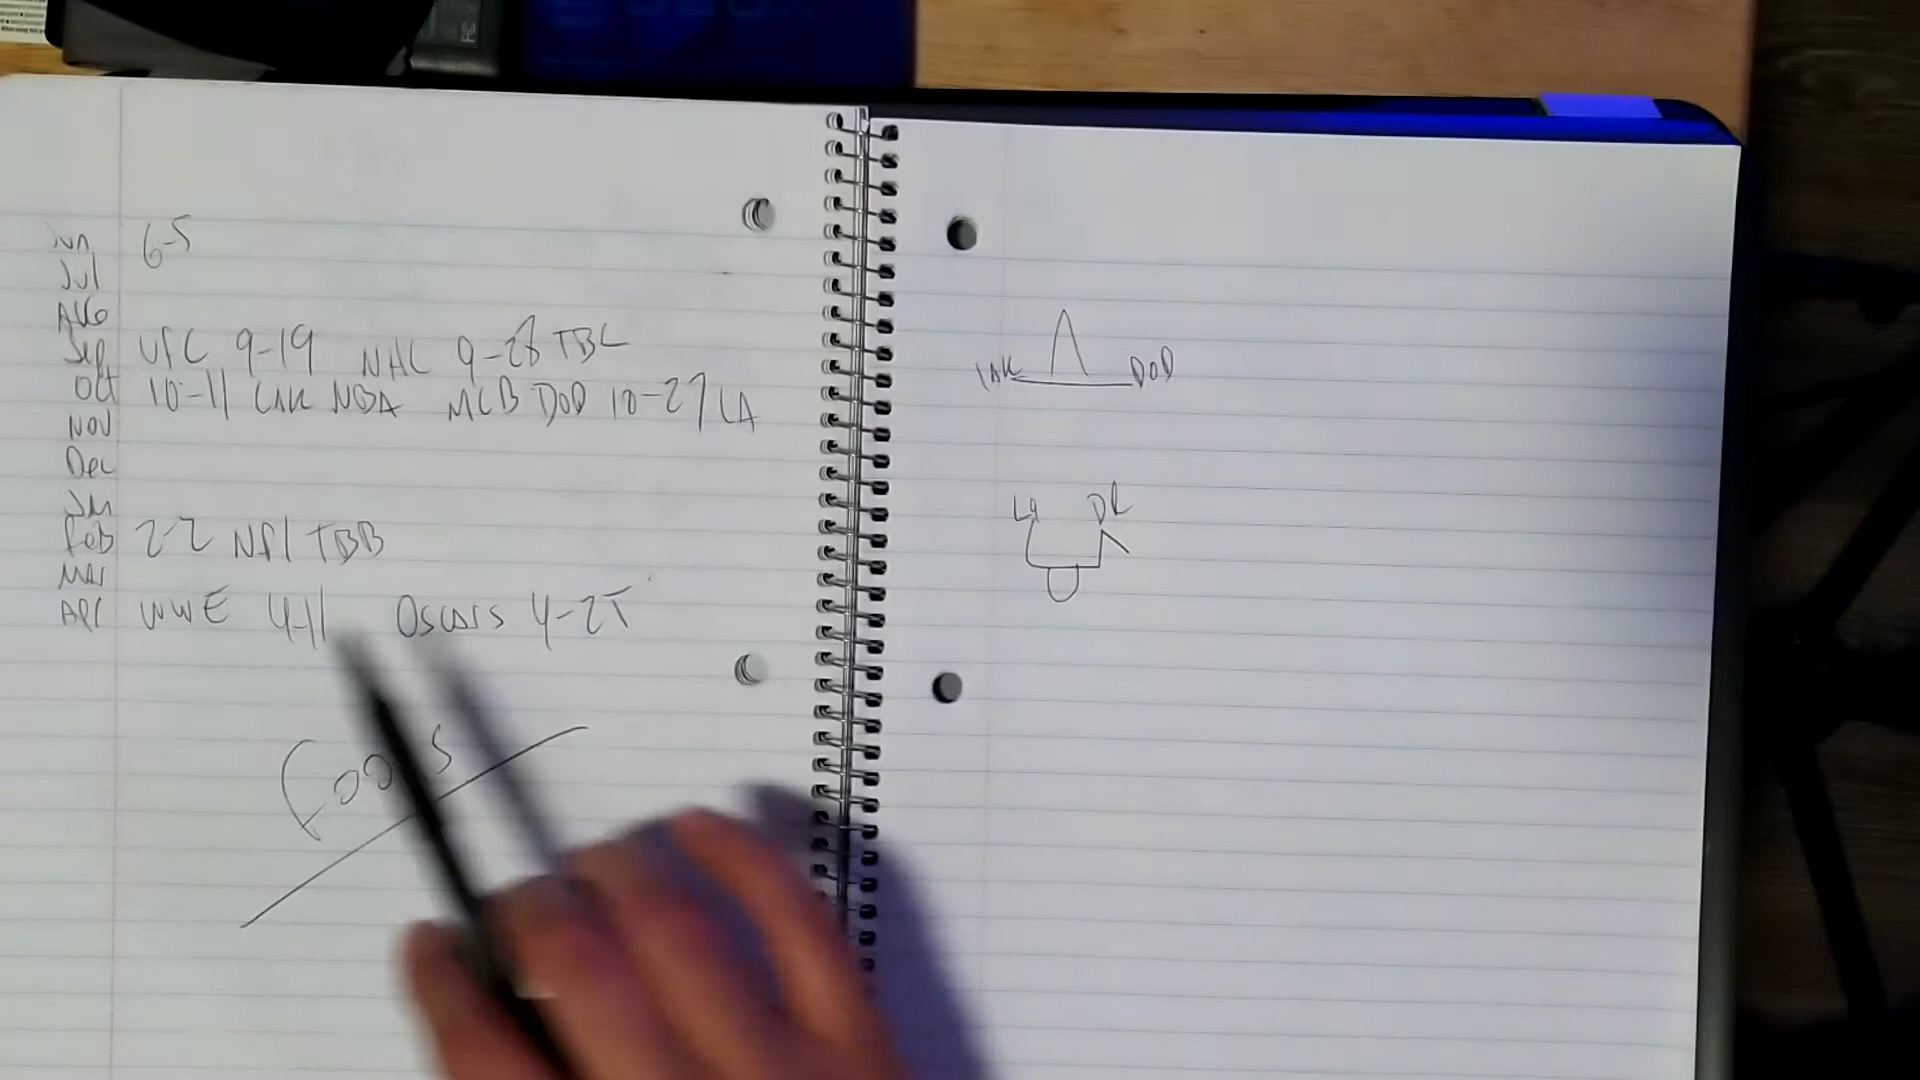 Jun 6-5
Jul
AUG
Sep UFC 9-19 NHL 9-28 TBL
Oct 10-11 LAK NBA MLB DOD 10-27 LA
NOV
Dec
JAN
Feb 2-2 NFL TBB
MAR
APR WWE 4-11 Oscars 4-25
LAK DOD
LA DR